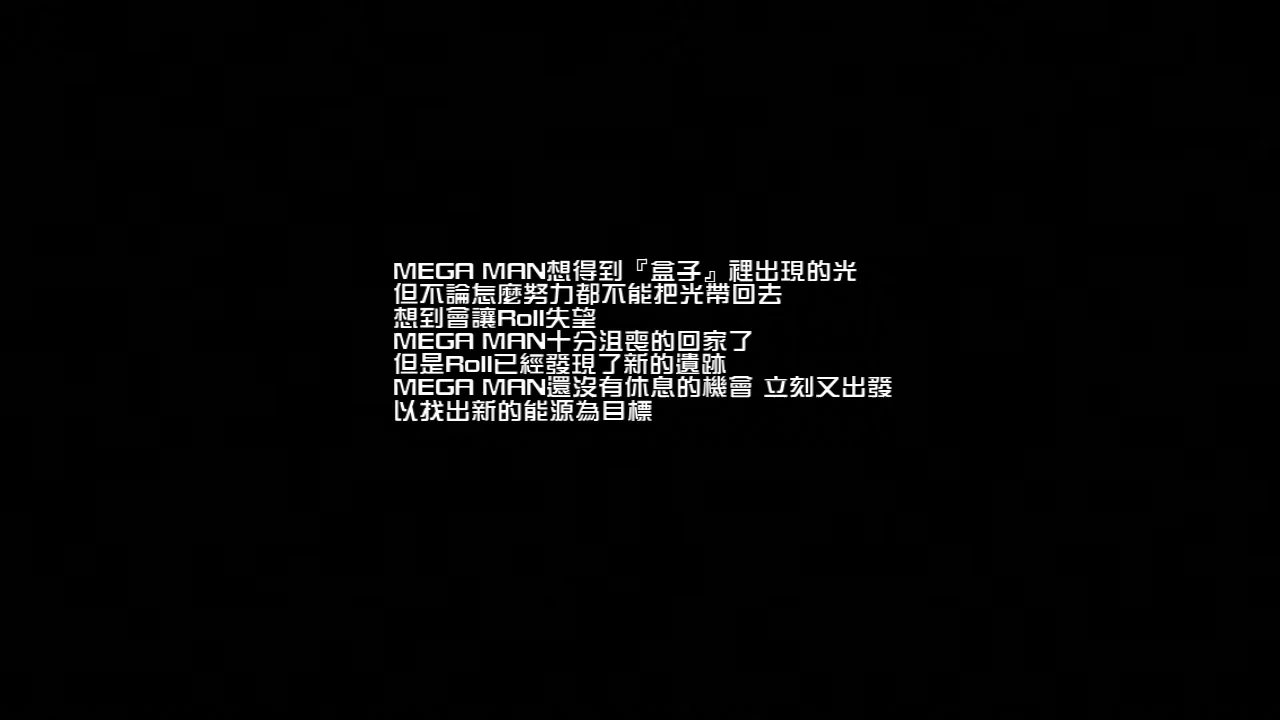 MEGA MAN想得到『盒子』裡出現的光
但不論怎麼努力都不能把光帶回去
想到會讓Roll失望
MEGA MAN十分沮喪的回家了
但是Roll已經發現了新的遺跡
MEGA MAN還沒有休息的機會 立刻又出發
以找出新的能源為目標